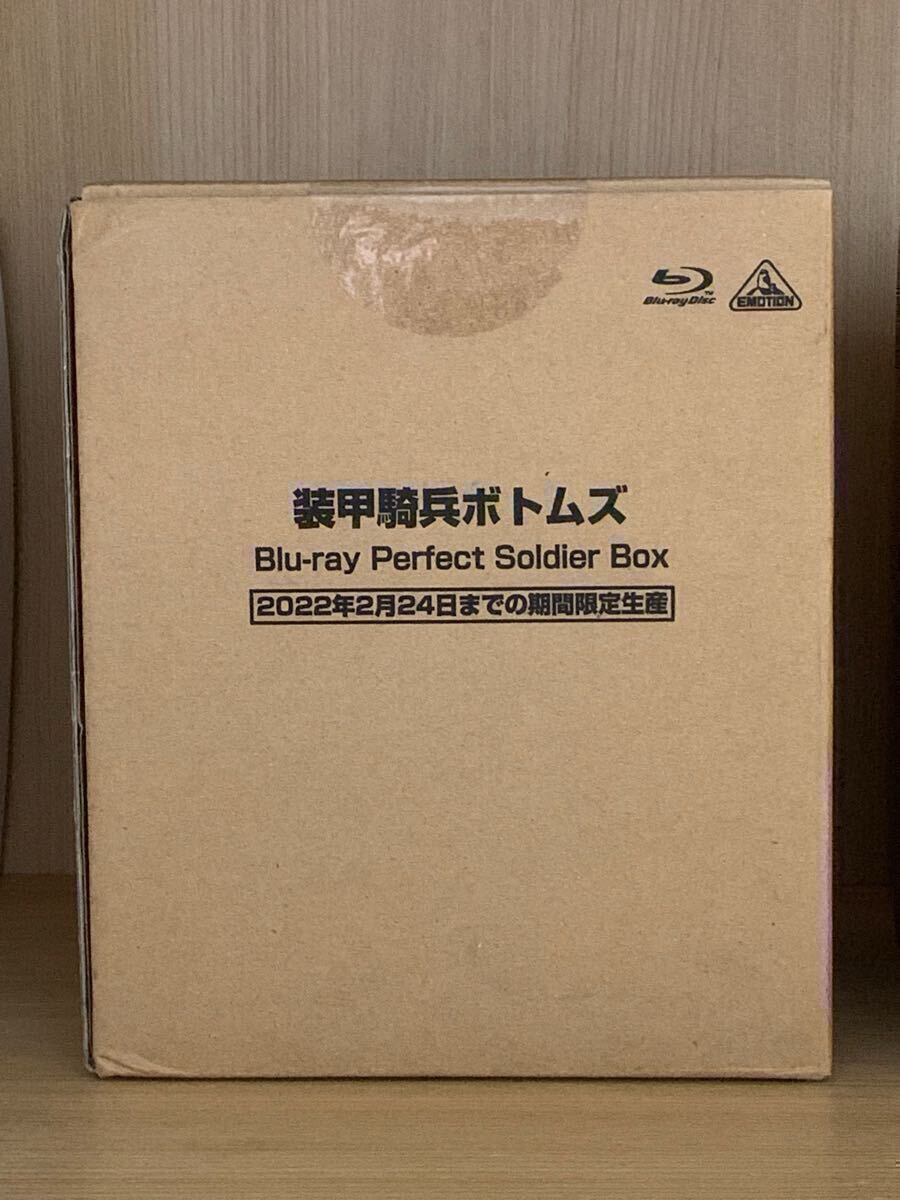 Blu-ray Disc™
EMOTION
装甲騎兵ボトムズ
Blu-ray Perfect Soldier Box
2022年2月24日までの期間限定生産